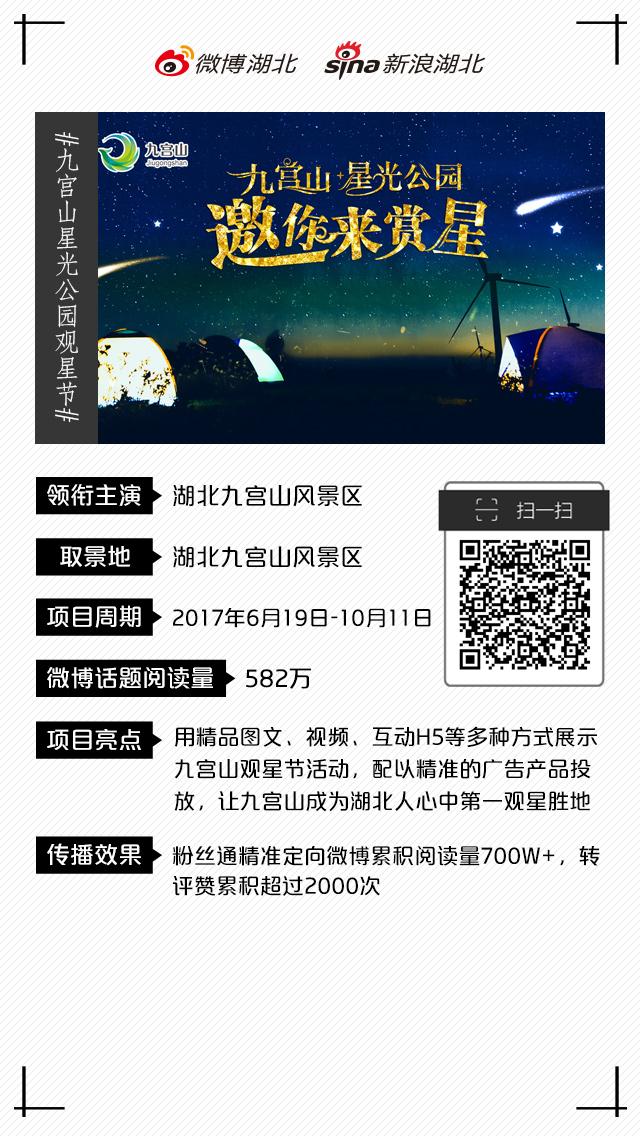 微博湖北
sina新浪湖北
#九宫山星光公园观星节#
九宫山
Jiugongshan
九宫山+星光公园
邀你来赏星
领衔主演 湖北九宫山风景区
扫一扫
取景地 湖北九宫山风景区
项目周期 2017年6月19日-10月11日
微博话题阅读量 582万
项目亮点 用精品图文、视频、互动H5等多种方式展示
九宫山观星节活动，配以精准的广告产品投
放，让九宫山成为湖北人心中第一观星胜地
传播效果 粉丝通精准定向微博累积阅读量700W+，转
评赞累积超过2000次